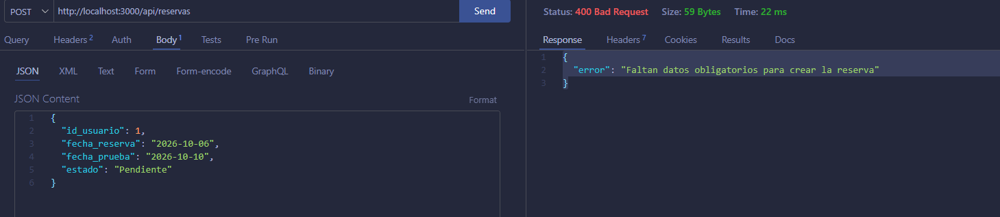 POST http://localhost:3000/api/reservas Send
Query Headers 2 Auth Body 1 Tests Pre Run
JSON XML Text Form Form-encode GraphQL Binary
JSON Content Format
1 {
2 "id_usuario": 1,
3 "fecha_reserva": "2026-10-06",
4 "fecha_prueba": "2026-10-10",
5 "estado": "Pendiente"
6 }
Status: 400 Bad Request Size: 59 Bytes Time: 22 ms
Response Headers 7 Cookies Results Docs
1 {
2 "error": "Faltan datos obligatorios para crear la reserva"
3 }